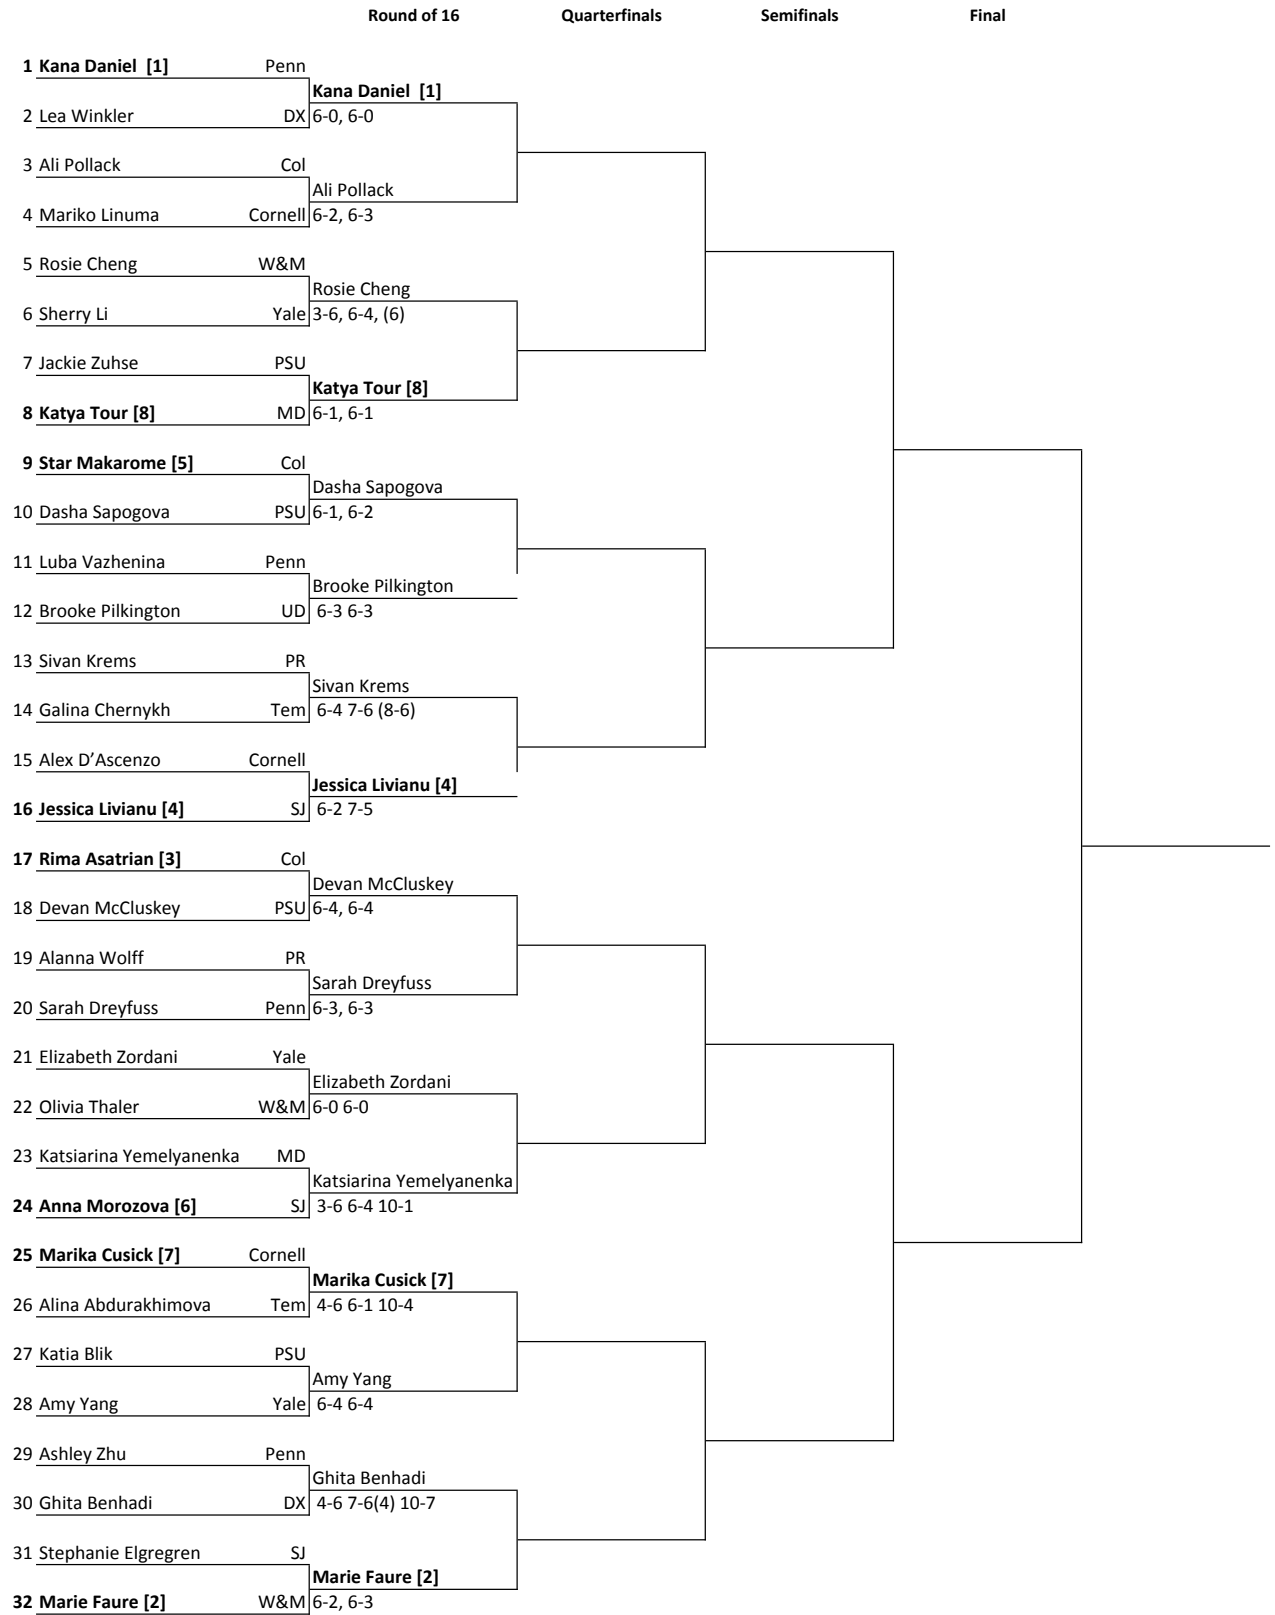 Round of 16 Quarterfinals Semifinals Final
1 Kana Daniel [1] Penn
Kana Daniel [1]
2 Lea Winkler DX 6-0, 6-0
3 Ali Pollack Col
Ali Pollack
4 Mariko Linuma Cornell 6-2, 6-3
5 Rosie Cheng W&M
Rosie Cheng
6 Sherry Li Yale 3-6, 6-4, (6)
7 Jackie Zuhse PSU
Katya Tour [8]
8 Katya Tour [8] MD 6-1, 6-1
9 Star Makarome [5] Col
Dasha Sapogova
10 Dasha Sapogova PSU 6-1, 6-2
11 Luba Vazhenina Penn
Brooke Pilkington
12 Brooke Pilkington UD 6-3 6-3
13 Sivan Krems PR
Sivan Krems
14 Galina Chernykh Tem 6-4 7-6 (8-6)
15 Alex D’Ascenzo Cornell
Jessica Livianu [4]
16 Jessica Livianu [4] SJ 6-2 7-5
17 Rima Asatrian [3] Col
Devan McCluskey
18 Devan McCluskey PSU 6-4, 6-4
19 Alanna Wolff PR
Sarah Dreyfuss
20 Sarah Dreyfuss Penn 6-3, 6-3
21 Elizabeth Zordani Yale
Elizabeth Zordani
22 Olivia Thaler W&M 6-0 6-0
23 Katsiarina Yemelyanenka MD
Katsiarina Yemelyanenka
24 Anna Morozova [6] SJ 3-6 6-4 10-1
25 Marika Cusick [7] Cornell
Marika Cusick [7]
26 Alina Abdurakhimova Tem 4-6 6-1 10-4
27 Katia Blik PSU
Amy Yang
28 Amy Yang Yale 6-4 6-4
29 Ashley Zhu Penn
Ghita Benhadi
30 Ghita Benhadi DX 4-6 7-6(4) 10-7
31 Stephanie Elgregren SJ
Marie Faure [2]
32 Marie Faure [2] W&M 6-2, 6-3